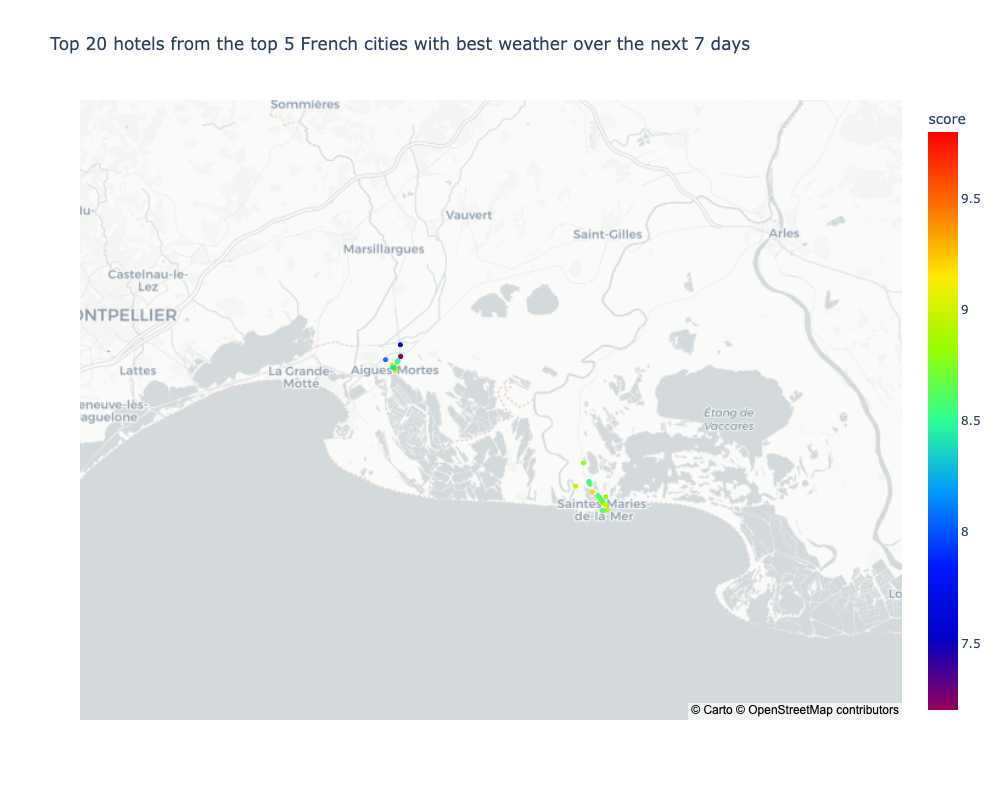 Top 20 hotels from the top 5 French cities with best weather over the next 7 days
score
Sommières
du-
Vauvert
Saint-Gilles
Arles
Marsillargues
Castelnau-le-
Lez
ONTPELLIER
Lattes
La Grande-
Motte
Aigues-Mortes
eneuve-lès-
aguelone
Étang de
Vaccarès
Saintes-Maries
de-la-Mer
Lo
9.5
9
8.5
8
7.5
© Carto © OpenStreetMap contributors